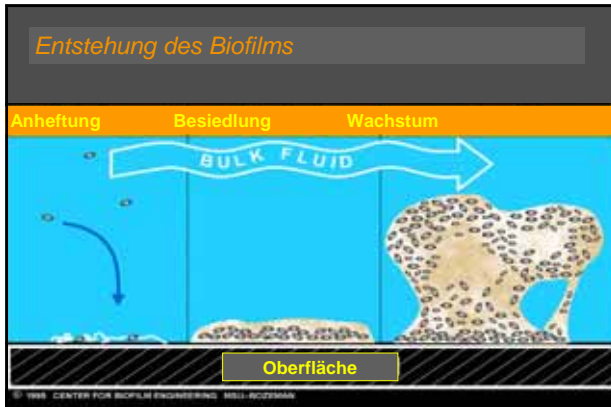 Entstehung des Biofilms
Anheftung Besiedlung Wachstum
BULK FLUID
Oberfläche
© 1995 CENTER FOR BIOFILM ENGINEERING MSU-BOZEMAN